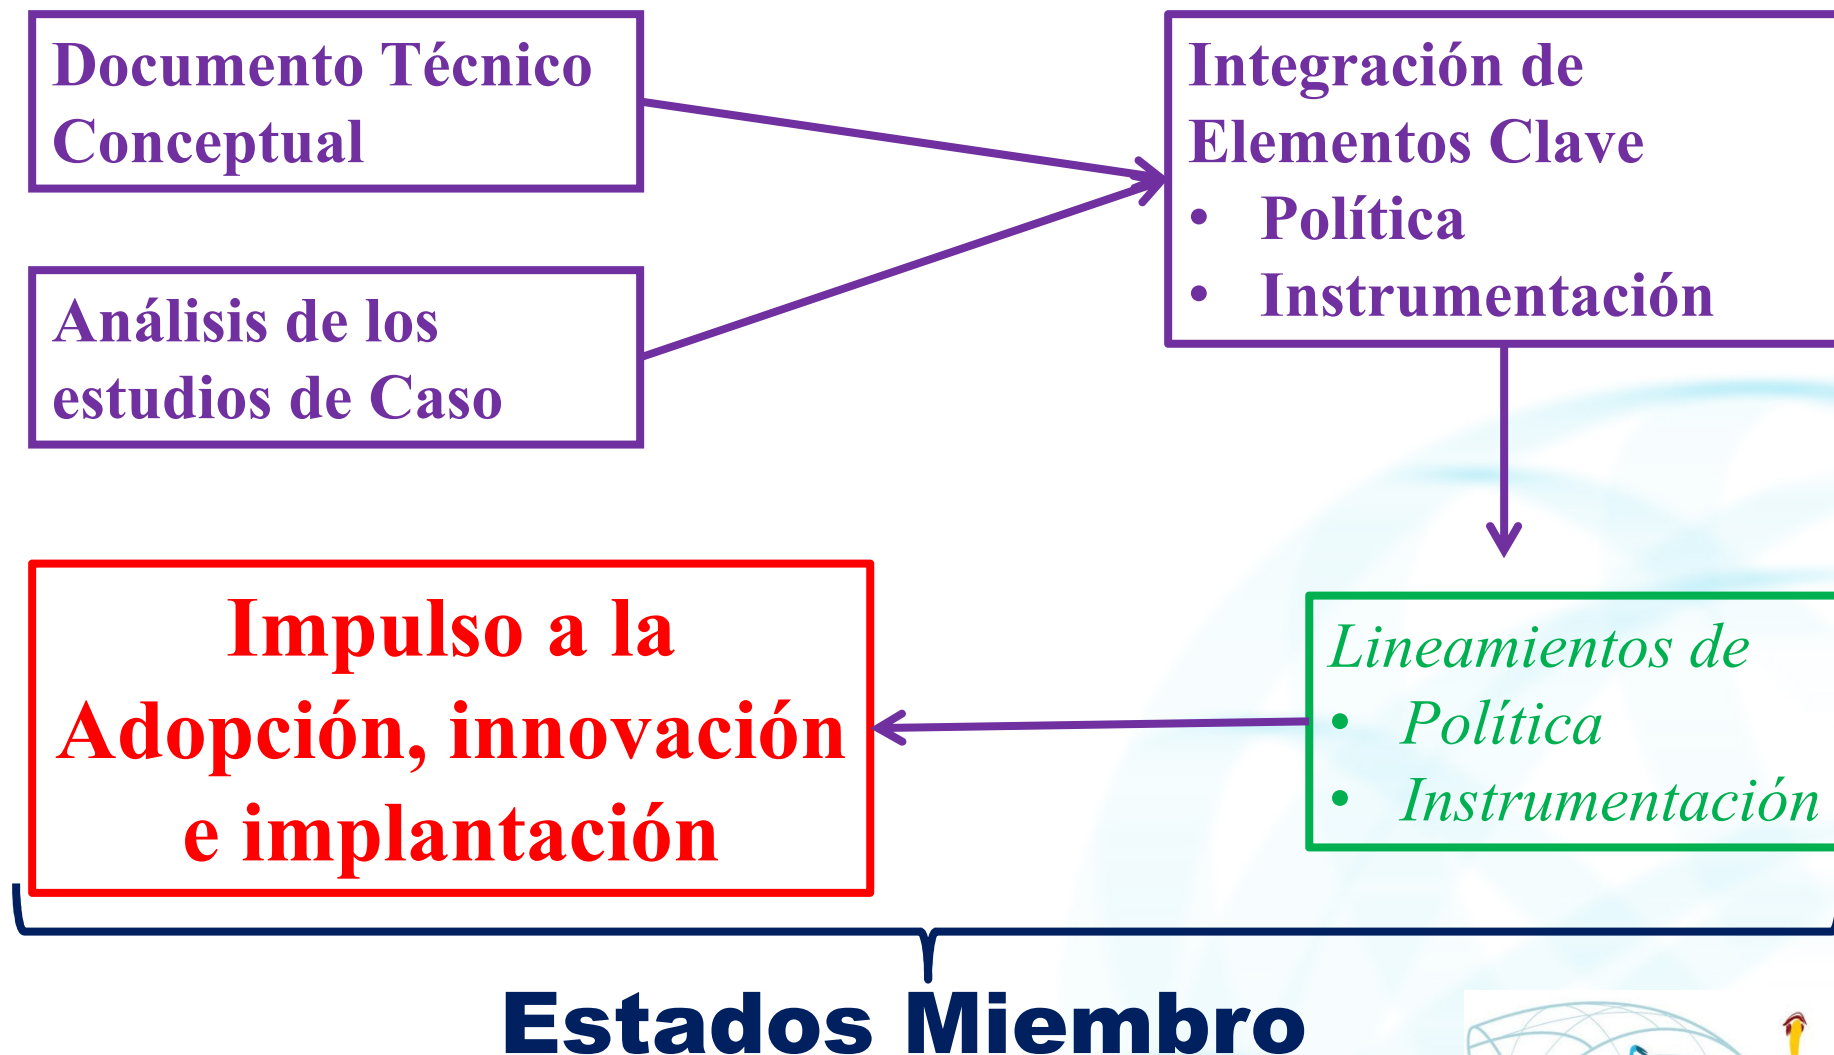 Documento Técnico
Conceptual
Integración de
Elementos Clave
• Política
• Instrumentación
Análisis de los
estudios de Caso
Impulso a la
Adopción, innovación
e implantación
Lineamientos de
• Política
• Instrumentación
Estados Miembro